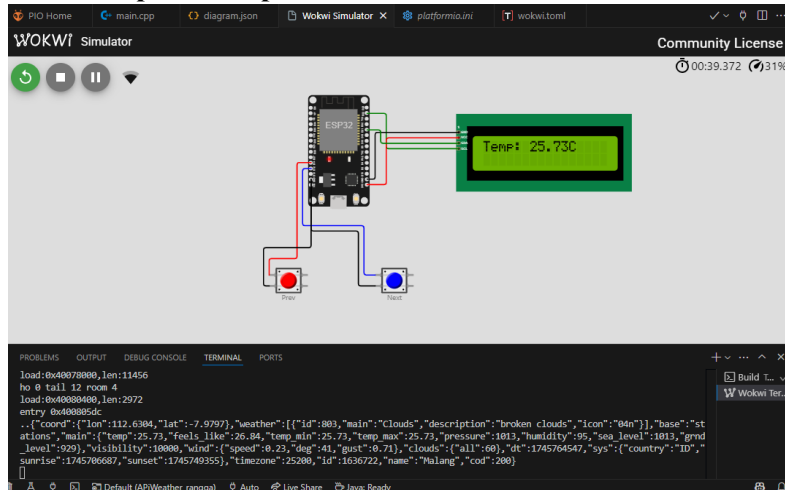 PIO Home
main.cpp
diagram.json
Wokwi Simulator
platformio.ini
wokwi.toml
WOKWI Simulator
Community License
00:39.372
31%
ESP32
Temp: 25.73C
Prev
Next
PROBLEMS OUTPUT DEBUG CONSOLE TERMINAL PORTS
load:0x40078000,len:11456
ho 0 tail 12 room 4
load:0x40080400,len:2972
entry 0x400805dc
..{"coord":{"lon":112.6304,"lat":-7.9797},"weather":[{"id":803,"main":"Clouds","description":"broken clouds","icon":"04n"}],"base":"st
ations","main":{"temp":25.73,"feels_like":26.84,"temp_min":25.73,"temp_max":25.73,"pressure":1013,"humidity":95,"sea_level":1013,"grnd
_level":929},"visibility":10000,"wind":{"speed":0.23,"deg":41,"gust":0.71},"clouds":{"all":60},"dt":1745764547,"sys":{"country":"ID","
sunrise":1745706687,"sunset":1745749355},"timezone":25200,"id":1636722,"name":"Malang","cod":200}
Build T...
Wokwi Ter...
Default (APiWeather_rangga)
Auto
Live Share
Java: Ready